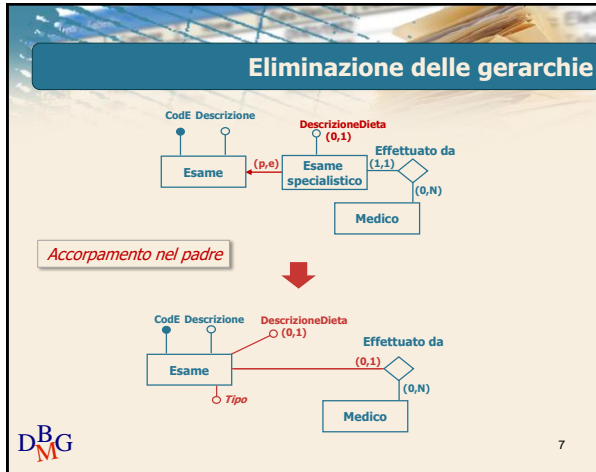 Eliminazione delle gerarchie
CodE Descrizione
DescrizioneDieta
(0,1)
Effettuato da
Esame
(p,e)
Esame
specialistico
(1,1)
(0,N)
Medico
Accorpamento nel padre
CodE Descrizione
DescrizioneDieta
(0,1)
Effettuato da
(0,1)
Esame
(0,N)
Tipo
Medico
DBMG
7